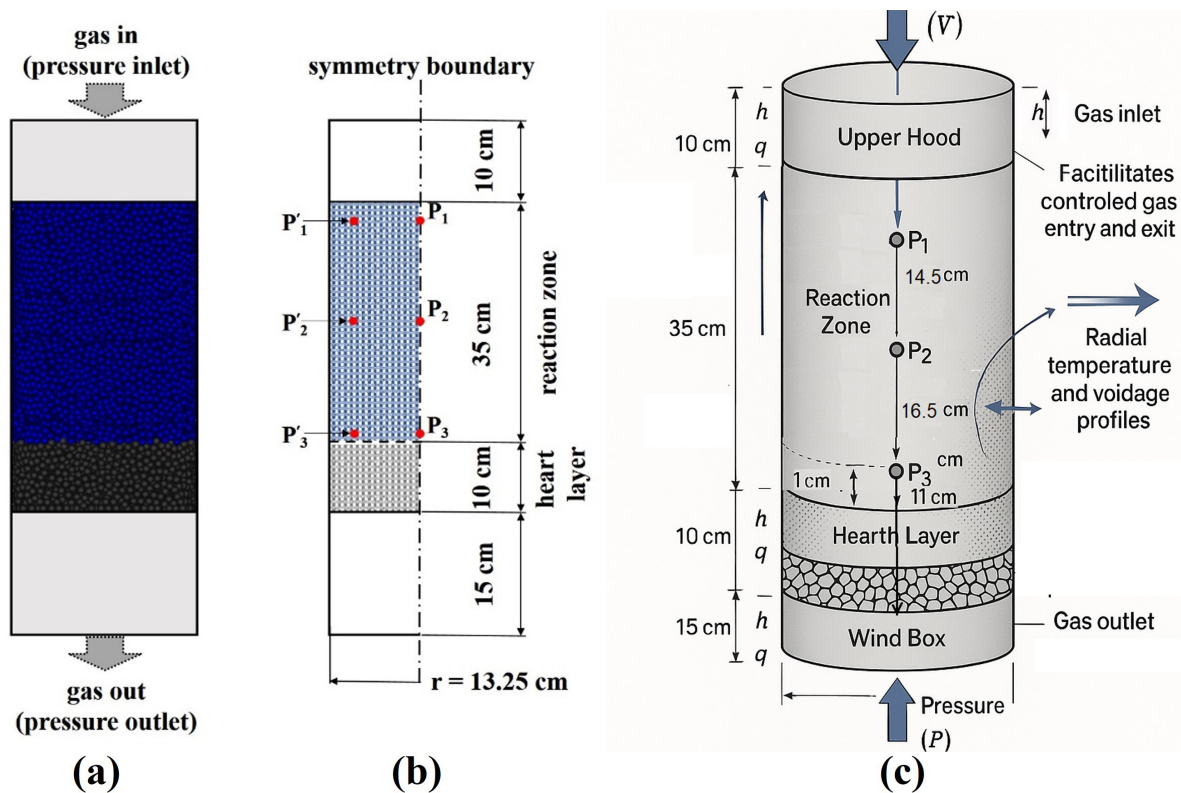 gas in
(pressure inlet)
gas out
(pressure outlet)
(a)
symmetry boundary
10 cm
P′1
P1
P′2
P2
35 cm
reaction zone
P′3
P3
10 cm
heart
layer
15 cm
r = 13.25 cm
(b)
(V)
h
10 cm
q
Upper Hood
h
Gas inlet
Facitilitates
controled gas
entry and exit
P1
14.5 cm
Reaction
Zone
35 cm
P2
Radial
temperature
and voidage
profiles
16.5 cm
cm
P3
1 cm
11 cm
h
10 cm
q
Hearth Layer
15 cm
h
q
Wind Box
Gas outlet
Pressure
(P)
(c)